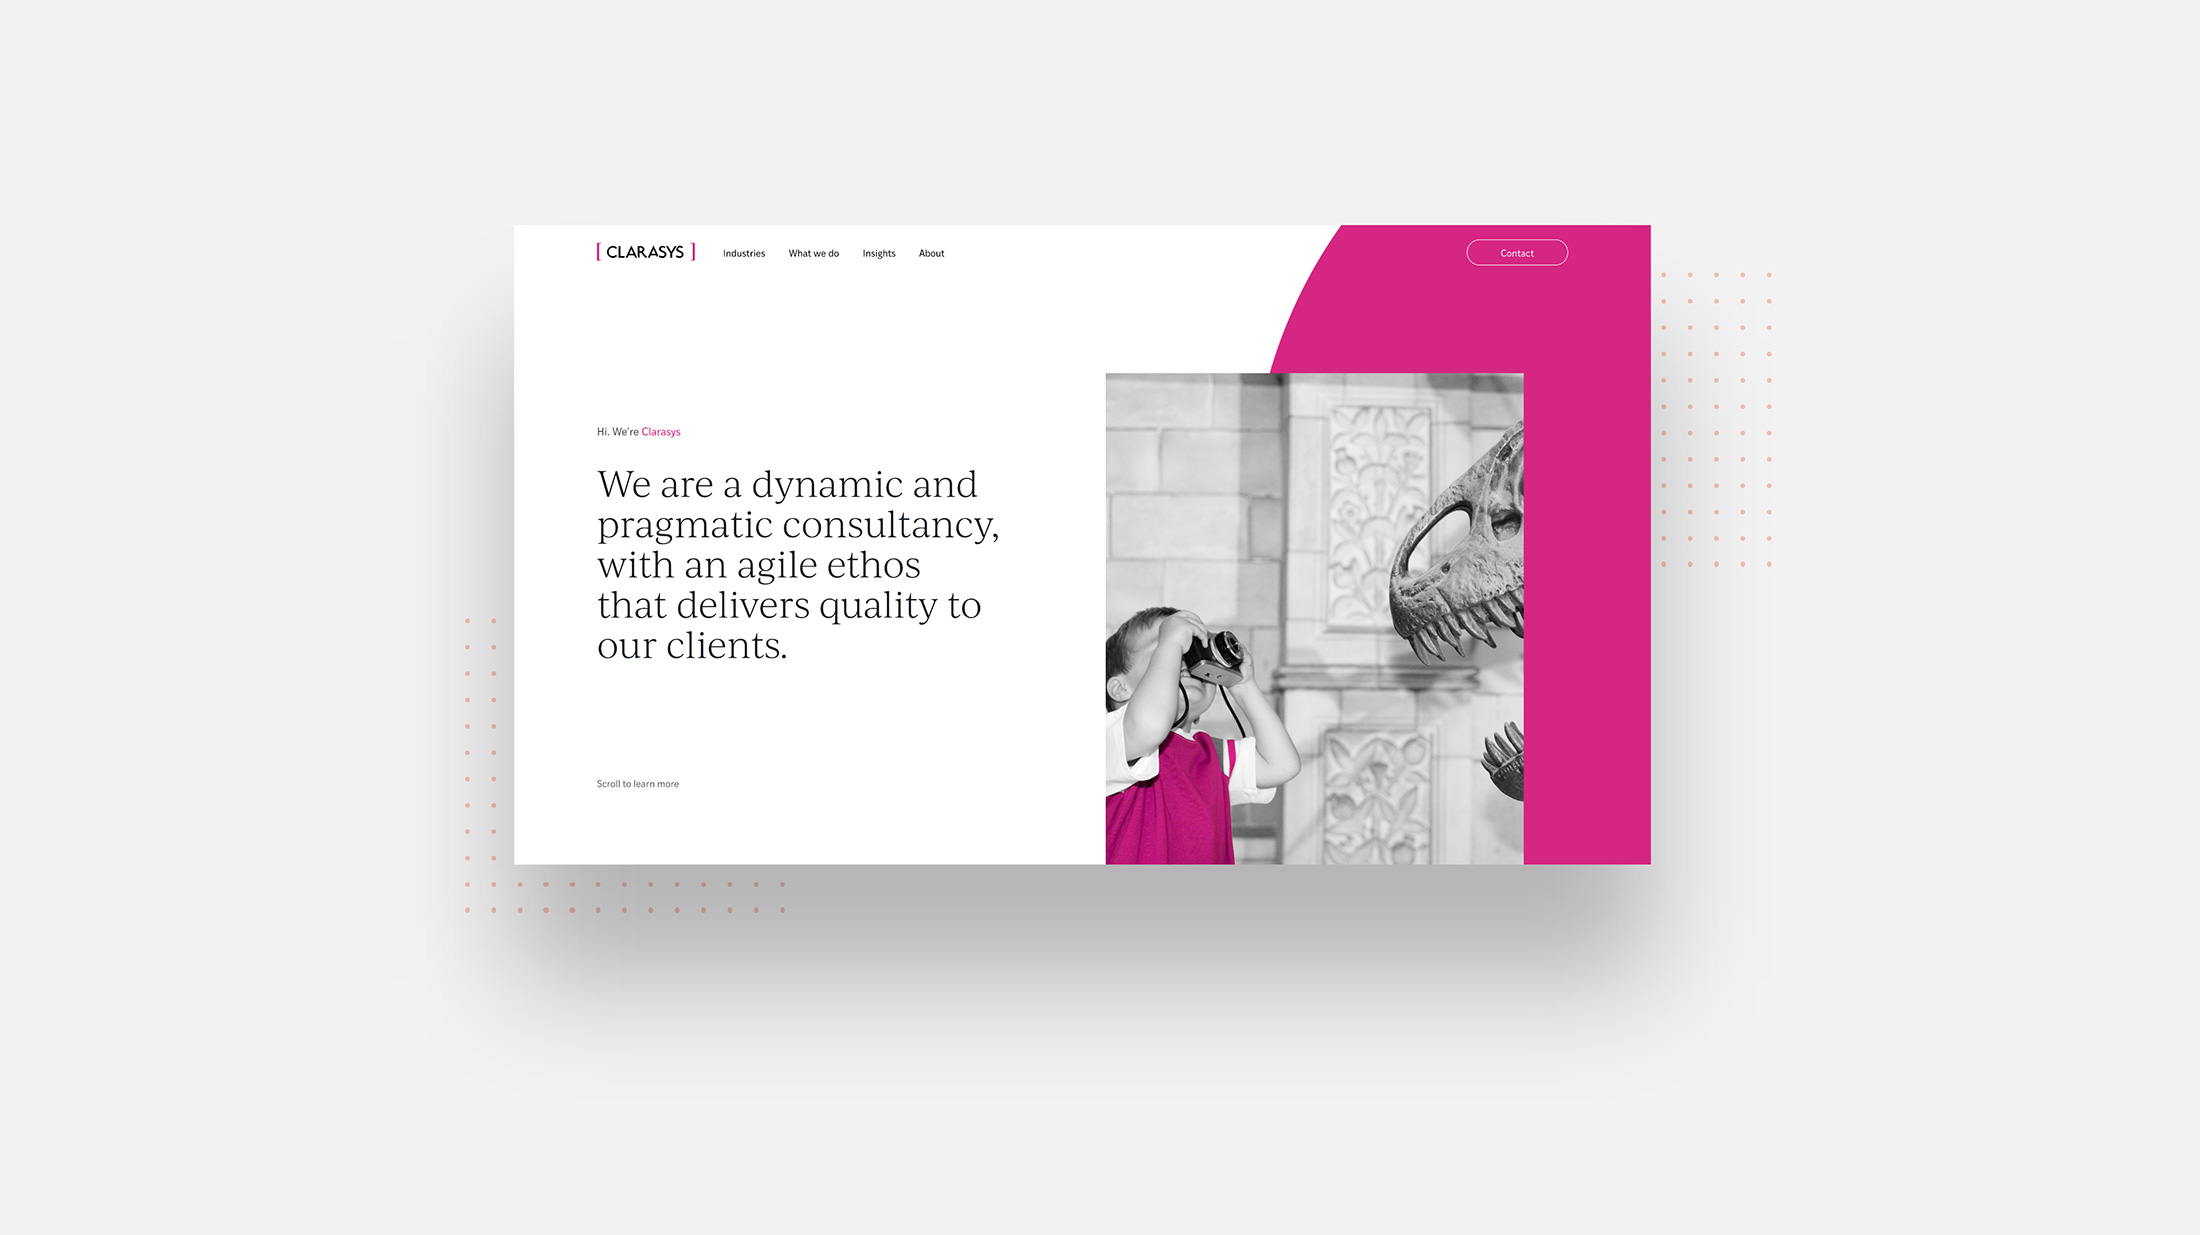 [ CLARASYS ] Industries What we do Insights About Contact
Hi. We're Clarasys
We are a dynamic and
pragmatic consultancy,
with an agile ethos
that delivers quality to
our clients.
Scroll to learn more